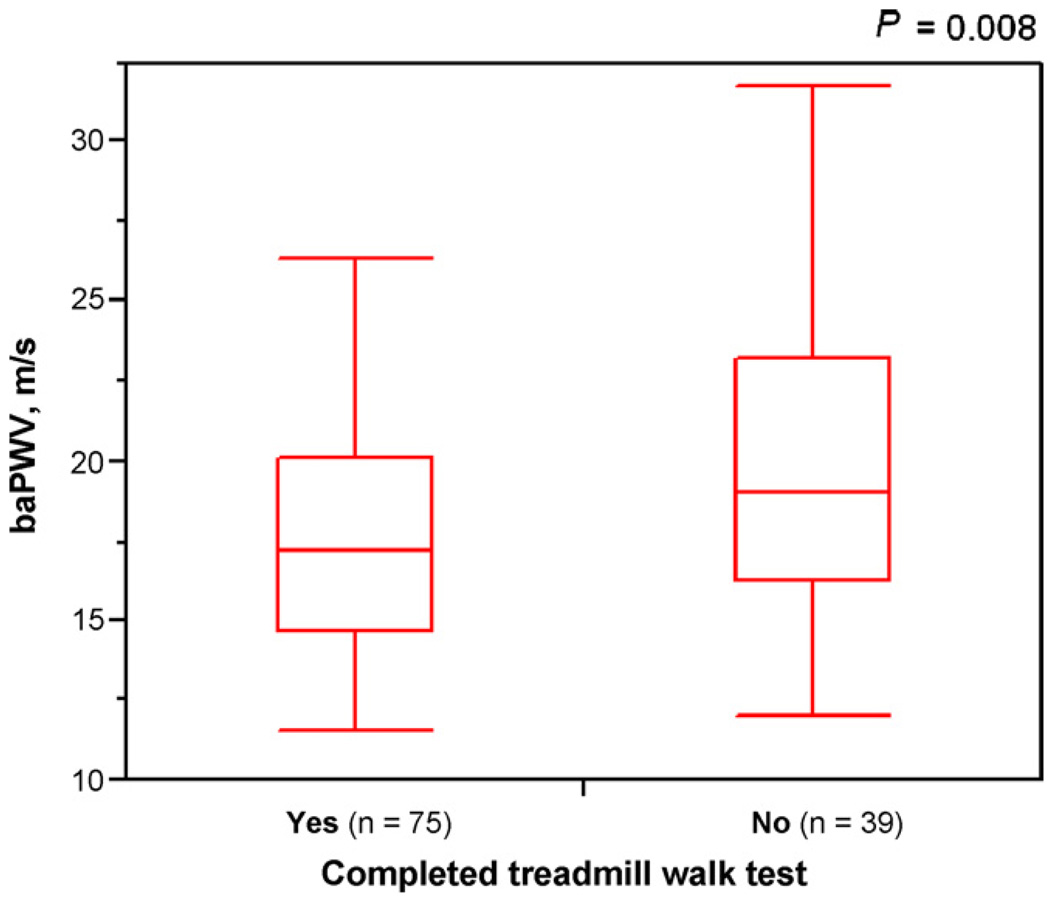 P = 0.008
30
25
20
15
10
baPWV, m/s
Yes (n = 75)
No (n = 39)
Completed treadmill walk test